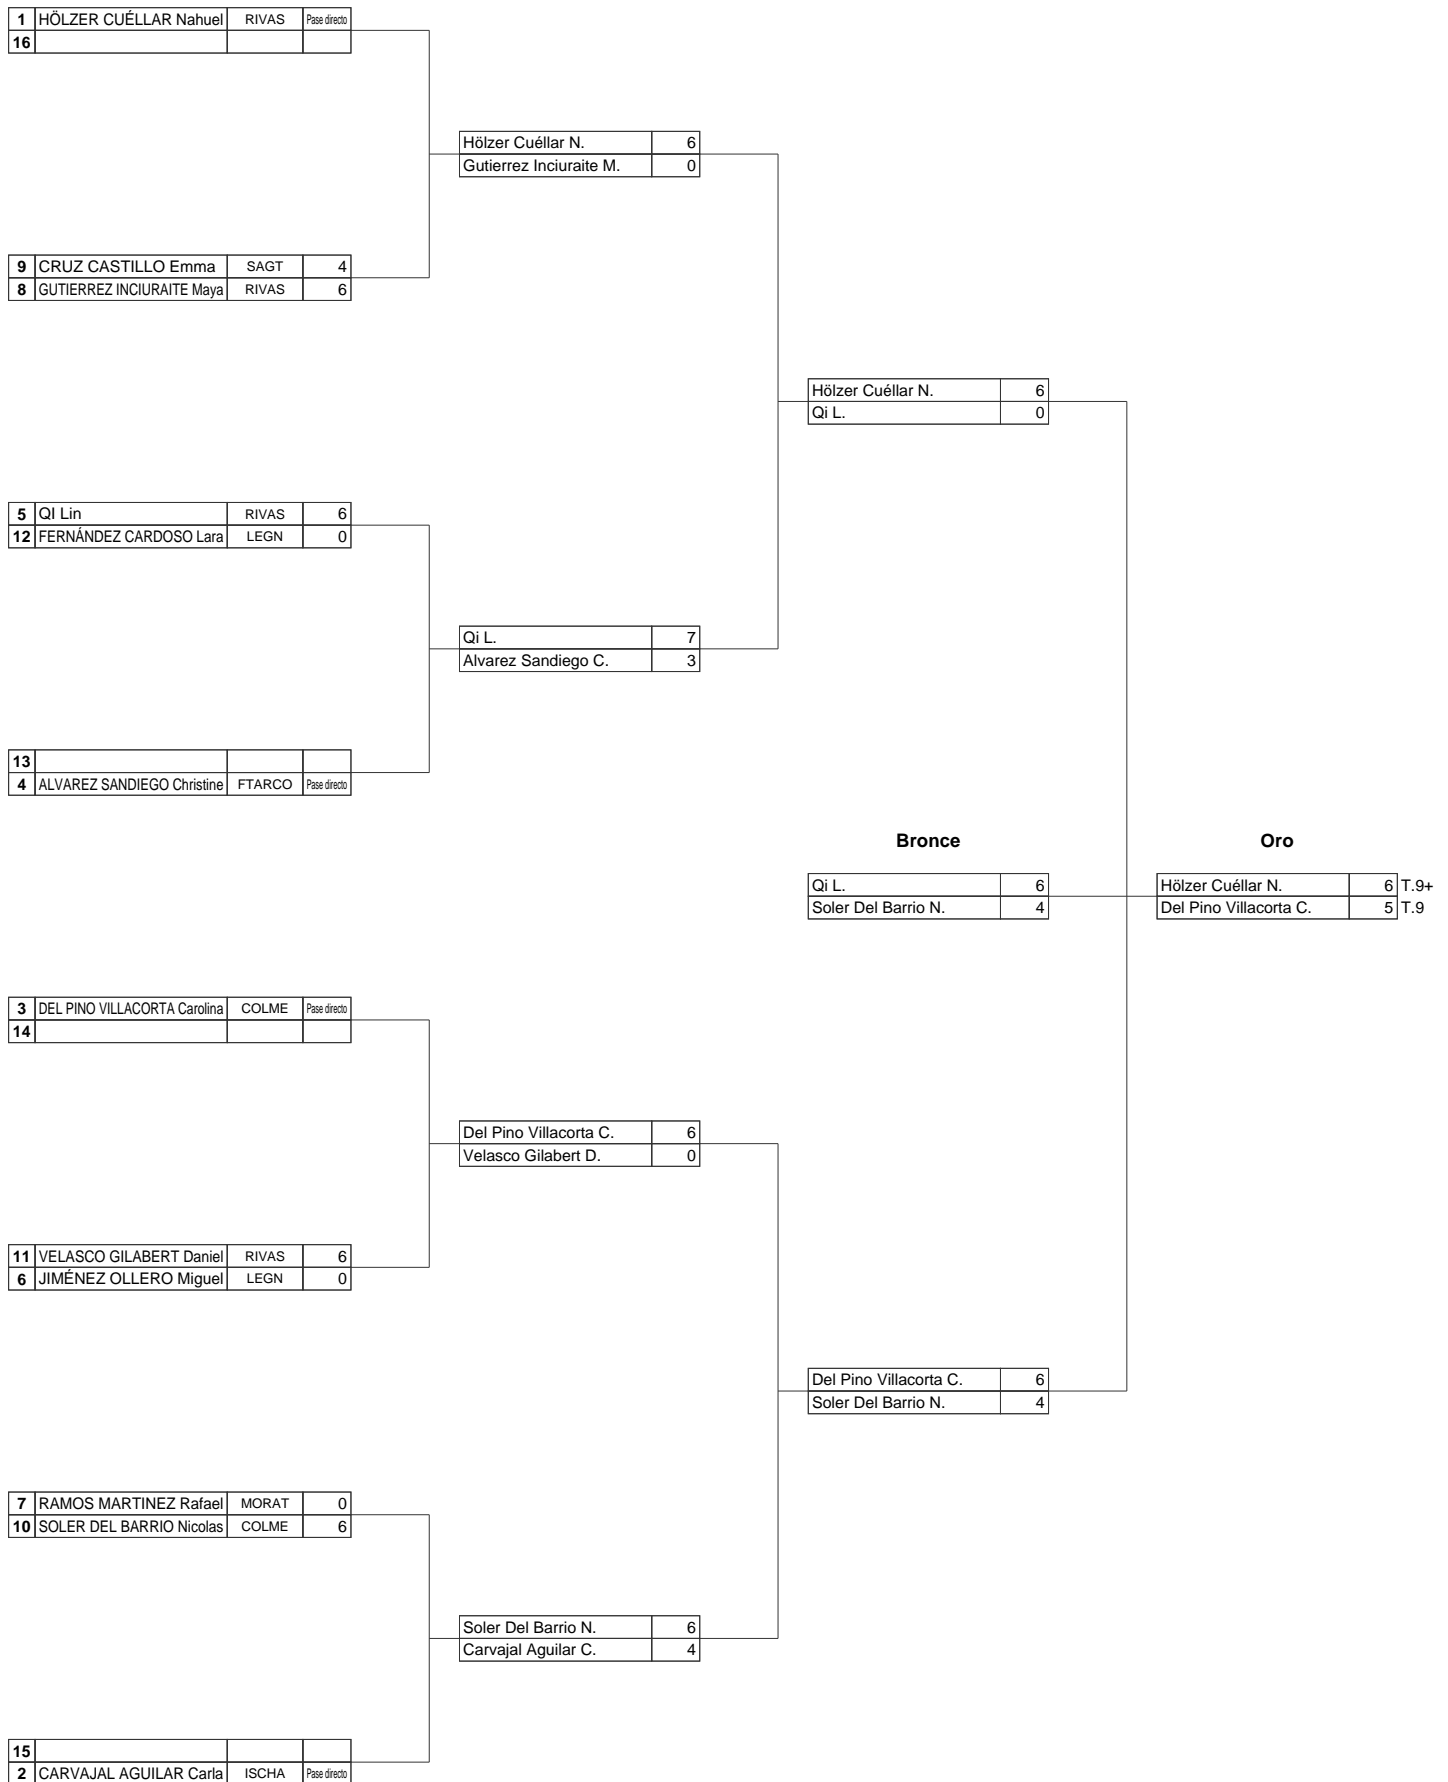 1 HÖLZER CUÉLLAR Nahuel RIVAS Pase directo
16
Hölzer Cuéllar N. 6
Gutierrez Inciuraite M. 0
9 CRUZ CASTILLO Emma SAGT 4
8 GUTIERREZ INCIURAITE Maya RIVAS 6
Hölzer Cuéllar N. 6
Qi L. 0
5 QI Lin RIVAS 6
12 FERNÁNDEZ CARDOSO Lara LEGN 0
Qi L. 7
Alvarez Sandiego C. 3
13
4 ALVAREZ SANDIEGO Christine FTARCO Pase directo
Bronce Oro
Qi L. 6 Hölzer Cuéllar N. 6 T.9+
Soler Del Barrio N. 4 Del Pino Villacorta C. 5 T.9
3 DEL PINO VILLACORTA Carolina COLME Pase directo
14
Del Pino Villacorta C. 6
Velasco Gilabert D. 0
11 VELASCO GILABERT Daniel RIVAS 6
6 JIMÉNEZ OLLERO Miguel LEGN 0
Del Pino Villacorta C. 6
Soler Del Barrio N. 4
7 RAMOS MARTINEZ Rafael MORAT 0
10 SOLER DEL BARRIO Nicolas COLME 6
Soler Del Barrio N. 6
Carvajal Aguilar C. 4
15
2 CARVAJAL AGUILAR Carla ISCHA Pase directo